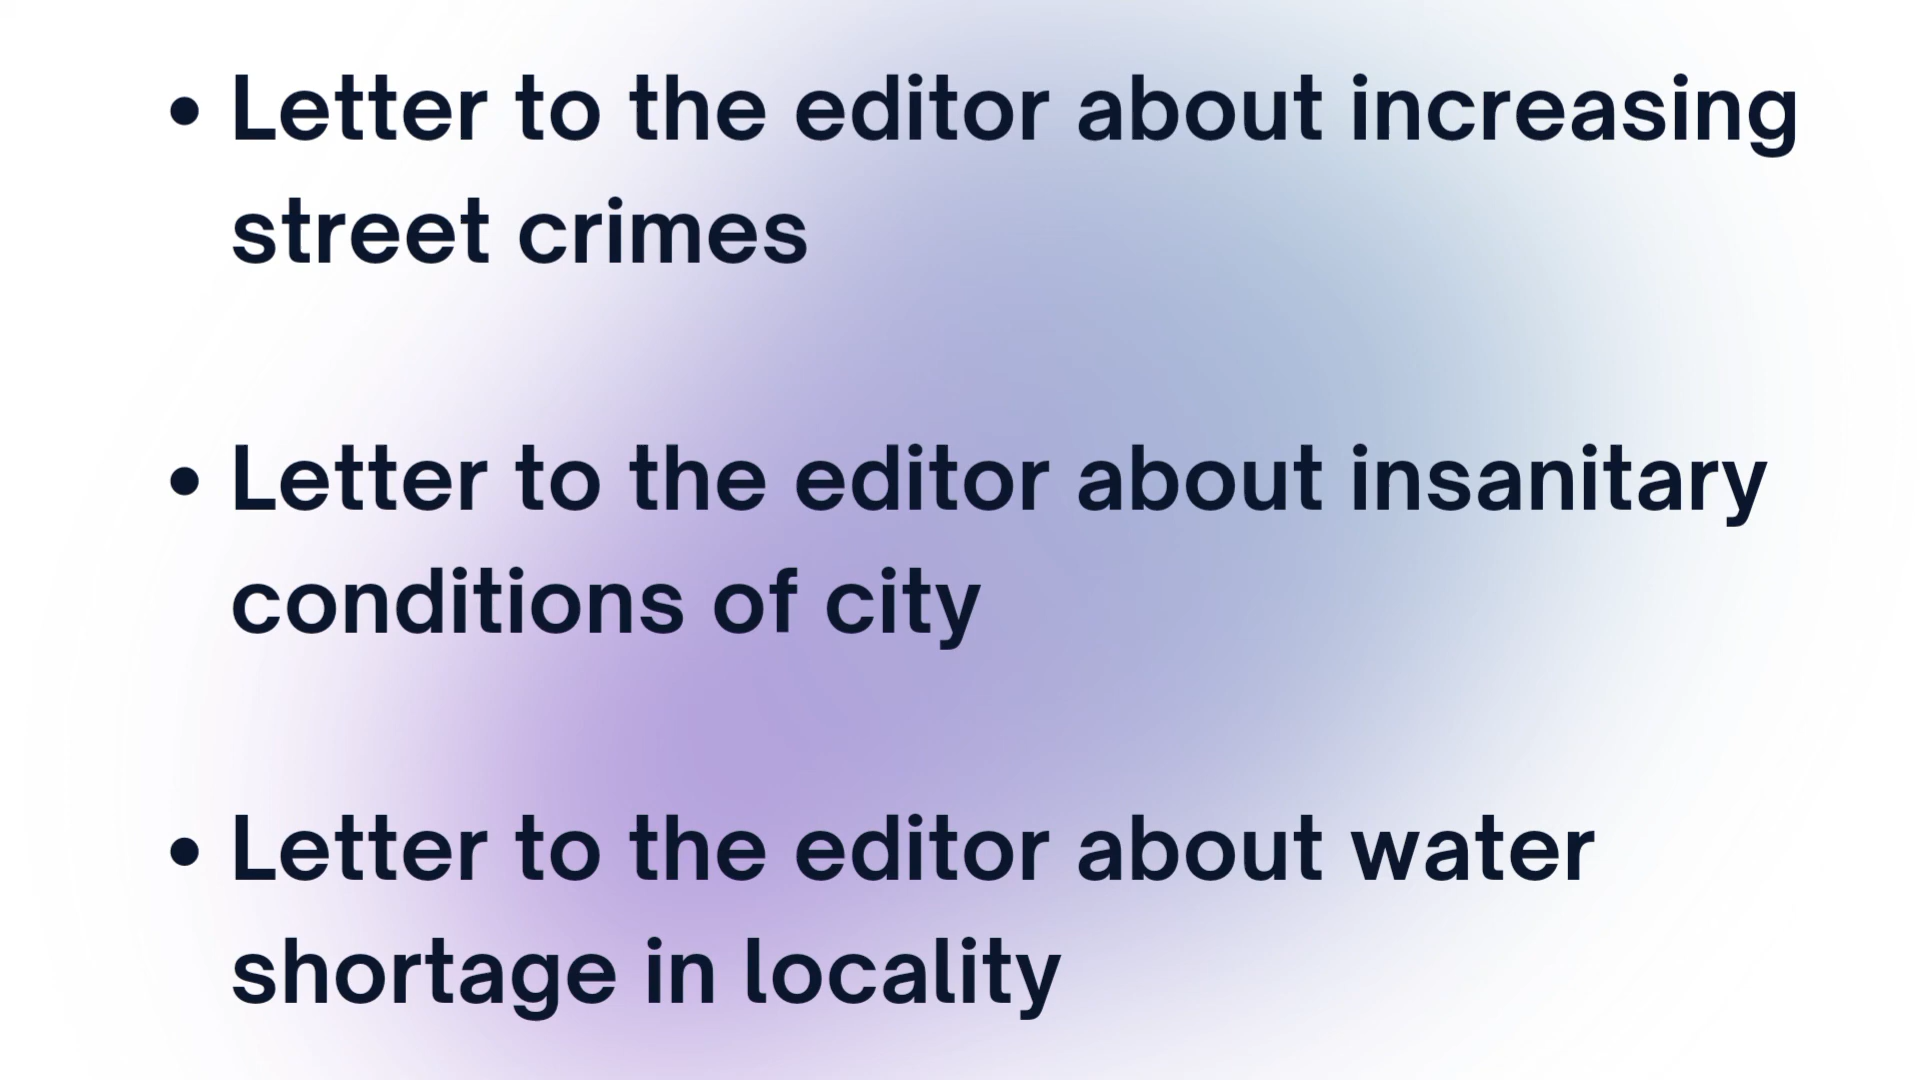 • Letter to the editor about increasing
street crimes
• Letter to the editor about insanitary
conditions of city
• Letter to the editor about water
shortage in locality